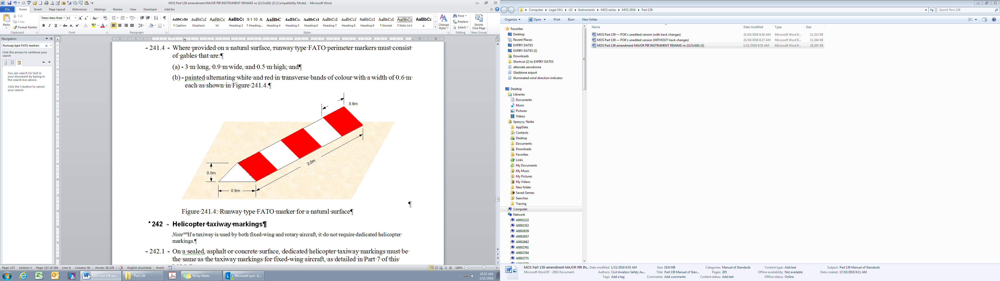 MOS Part 139 amendment MAJOR PIR INSTRUMENT REMAKE ns (11Oct16) (2) [Compatibility Mode] - Microsoft Word
File Home Insert Page Layout References Mailings Review View Developer Add-Ins
Paste
Cut
Copy
Format Painter
Clipboard
Times New Rom 12
Font
Paragraph
AaBbCcDd AaBbCcL AaBbCc AaBbCc 9.1.10 Aa AaBbC AaBbCc AaBbCcI AaBbCcI AaBbCcL AaBbCcD AaBbCcI AaBbCc AaBbCc
¶ Caption Emphasis h1 Heading 3 ¶ Heading... Heading 4 Heading 5 Heading 6 Heading 7 Heading 8 Heading 9 ¶ Normal ¶ Note Lvl 1 p
Styles
Change Styles
Find
Replace
Select
Editing
Shrink One Page
New Group
Navigation
Runway-type FATO markers
Click the arrows to continue your
search
You can search for text in
your document by typing in
the search box above.
Click the X button to cancel
your search.
241.4 Where provided on a natural surface, runway type FATO perimeter markers must consist
of gables that are:¶
(a) 3 m long, 0.9 m wide, and 0.5 m high; and¶
(b) painted alternating white and red in transverse bands of colour with a width of 0.6 m
each as shown in Figure 241.4.¶
0.6m
3.0m
0.5m
0.9m
¶
Figure 241.4: Runway type FATO marker for a natural surface¶
242 Helicopter taxiway markings¶
Note If a taxiway is used by both fixed-wing and rotary aircraft, it do not require dedicated helicopter
markings.¶
242.1 On a sealed, asphalt or concrete surface, dedicated helicopter taxiway markings must be
the same as the taxiway markings for fixed-wing aircraft, as detailed in Part 7 of this
Page: 157 Section: 1 Page: 157 of 204 Line: 6 Column: 56 Words: 58,529 English (Australia) Insert 160%
MOS Part 139 am... Part 139 Sticky Notes Microsoft Lync (L...
10:53 AM
1/11/2016
Computer Legal (W:) LD Instruments MOS series MOS 2016 Part 139
Search Part 139
Organize Open Print Burn New folder
Name Date modified Type Size
MOS Part 139 — POK's unedited version (with track changes) 21/10/2016 8:26 AM Microsoft Word 9... 11,313 KB
MOS Part 139 — POK's unedited version (WITHOUT track changes) 21/10/2016 8:27 AM Microsoft Word 9... 11,164 KB
MOS Part 139 amendment MAJOR PIR INSTRUMENT REMAKE ns (11Oct16) (2) 1/11/2016 9:55 AM Microsoft Word 9... 20,297 KB
Favorites
Desktop
Recent Places
EXPIRY DATES
EXPIRY DATES (2)
Downloads
Shortcut (2) to EXPIRY DATES
alternate aerodrome
Gladstone airport
illuminated wind direction indicator
Desktop
Libraries
Documents
Music
Pictures
Videos
Spesyvy, Nadia
AppData
Contacts
Desktop
Documents
Downloads
Favorites
Links
My Documents
My Music
My Pictures
My Videos
New folder
Saved Games
Searches
Tracing
Computer
Network
A0002222
A0002352
A0002639
A0002657
A0002682
A0002761
A0002764
A0002771
MOS Part 139 amendment MAJOR PIR IN... Date modified: 1/11/2016 9:55 AM Size: 19.8 MB Categories: Manual of Standards Content type: Add text Subject: Part 139 Manual of Standards
Microsoft Word 97 - 2003 Document Authors: Civil Aviation Safety Au... Title: Part 139 Manual of Stan... Pages: 205 Offline availability: Not available Date created: 17/10/2016 9:11 AM
Tags: Add a tag Comments: Add comments Content status: Add text Offline status: Online